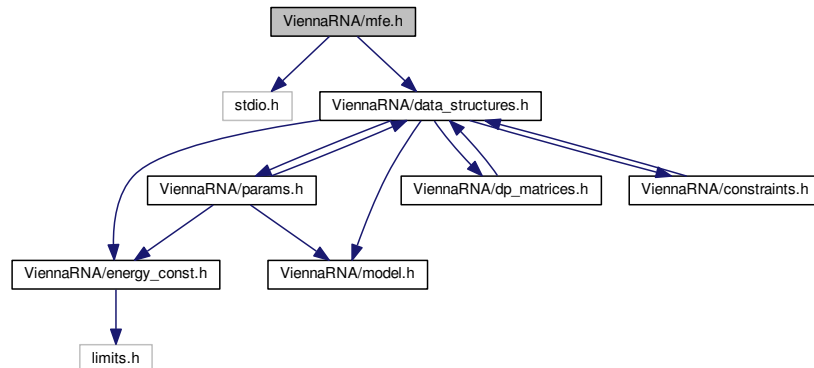 ViennaRNA/mfe.h
stdio.h
ViennaRNA/data_structures.h
ViennaRNA/params.h
ViennaRNA/dp_matrices.h
ViennaRNA/constraints.h
ViennaRNA/energy_const.h
ViennaRNA/model.h
limits.h